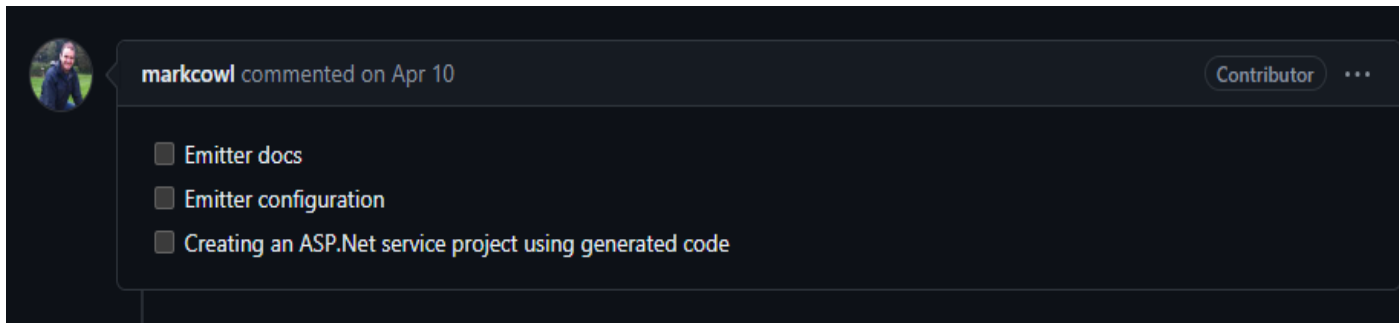 markcowl commented on Apr 10
Contributor
Emitter docs
Emitter configuration
Creating an ASP.Net service project using generated code